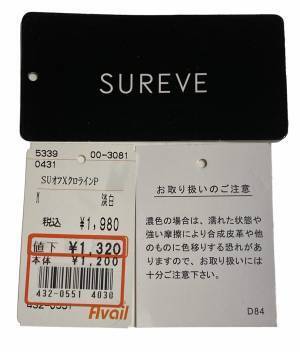 SUREVE
5339 00-3081
0431
SUオフXクロラインP
M 淡白
税込 ¥1,980
値下 ¥1,320
本体 ¥1,200
432-0551 4030
432-0551
Avail
お取り扱いのご注意
濃色の場合は、濡れた状態や
強い摩擦により合成皮革や他
のものに色移りする恐れがあり
ますので、お取り扱いには
十分ご注意下さい。
D84